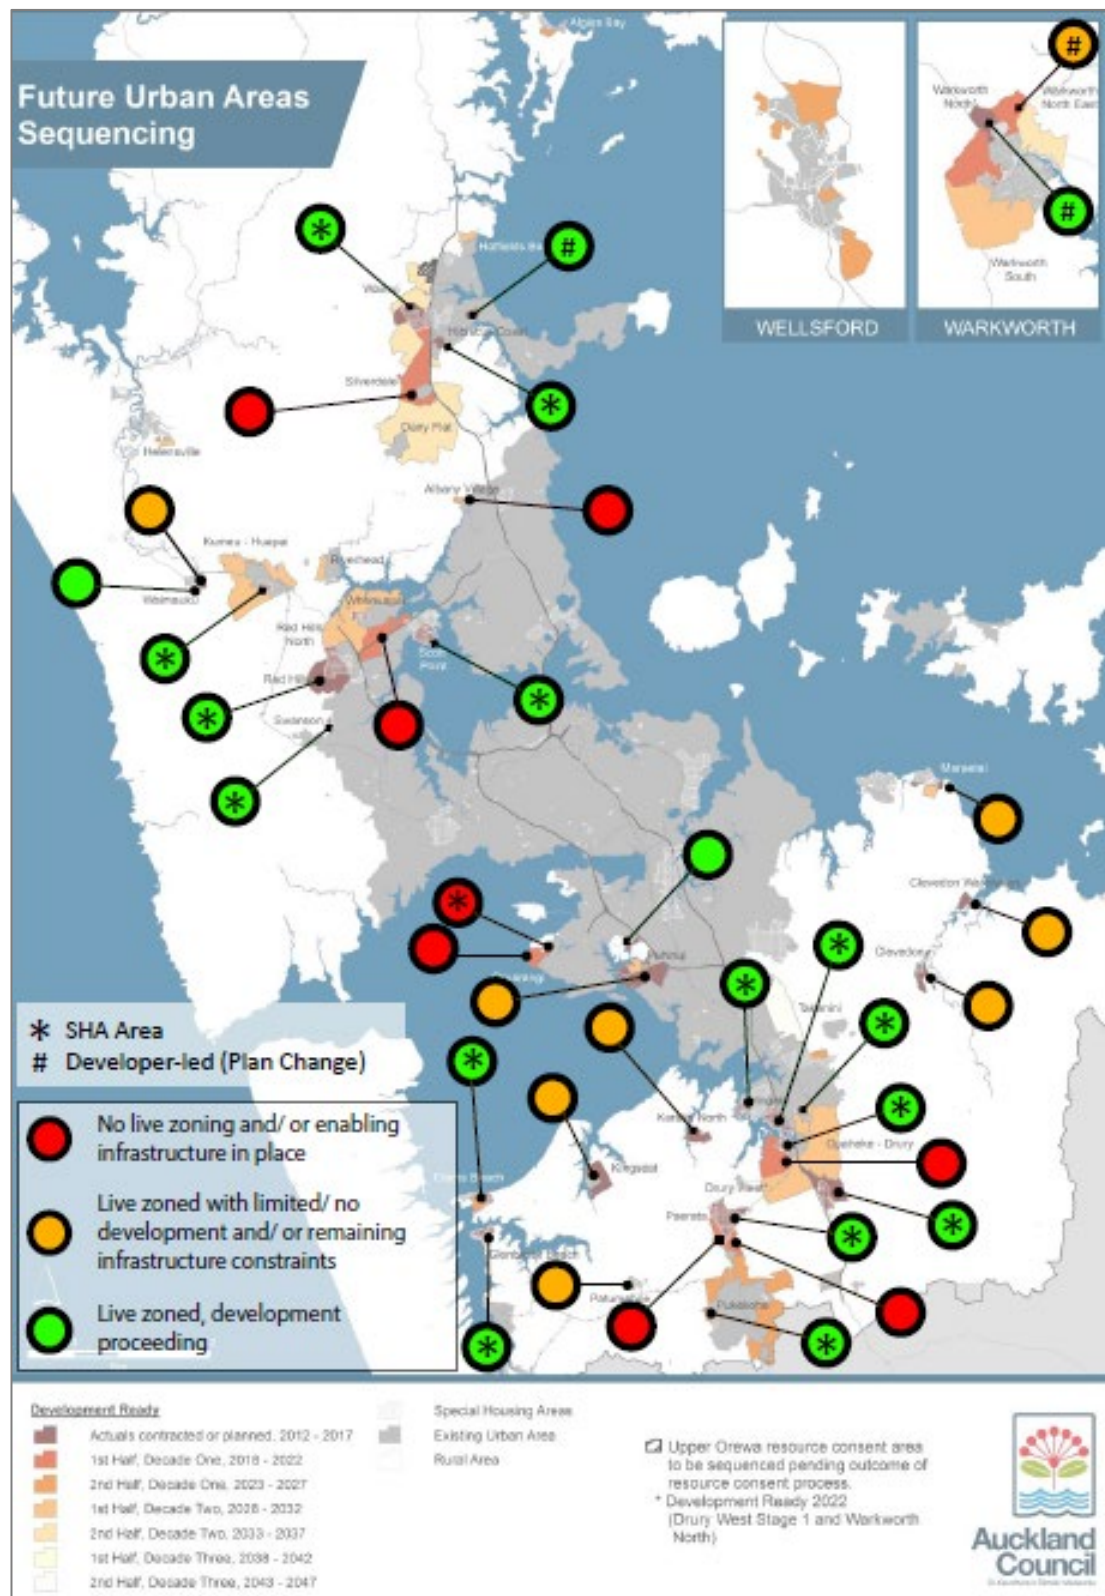 Future Urban Areas
Sequencing
Algies Bay
#
Warkworth
North
Warkworth
North East
#
Warkworth
South
WELLSFORD
WARKWORTH
*
#
Hatfields
Silverdale
*
Dairy Flat
Helensville
Albany Village
Kumeu - Huapai
Riverhead
Waimauku
Whenuapai
Red Hills
North
Scott
Point
*
Red Hills
*
*
Swanson
*
Maraetai
Clevedon
*
Puhinui
*
Clevedon
*
*
Takanini
* SHA Area
# Developer-led (Plan Change)
*
*
Karaka North
Opaheke - Drury
Kingseat
No live zoning and/ or enabling
infrastructure in place
Drury West
Paerata
*
*
Live zoned with limited/ no
development and/ or remaining
infrastructure constraints
Glenbrook Beach
Patumahoe
Pukekohe
Live zoned, development
proceeding
*
*
Development Ready
Actuals contracted or planned, 2012 - 2017
1st Half, Decade One, 2018 - 2022
2nd Half, Decade One, 2023 - 2027
1st Half, Decade Two, 2028 - 2032
2nd Half, Decade Two, 2033 - 2037
1st Half, Decade Three, 2038 - 2042
2nd Half, Decade Three, 2043 - 2047
Special Housing Areas
Existing Urban Area
Rural Area
Upper Orewa resource consent area
to be sequenced pending outcome of
resource consent process.
* Development Ready 2022
(Drury West Stage 1 and Warkworth
North)
Auckland
Council